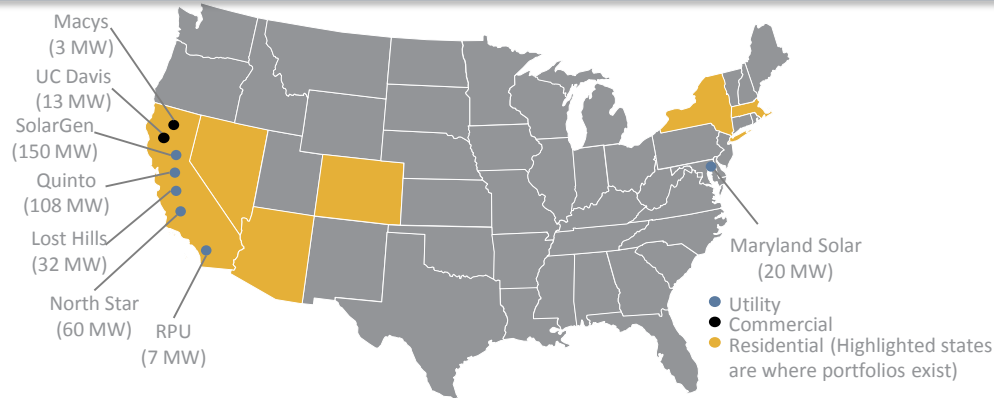 Macys
(3 MW)
UC Davis
(13 MW)
SolarGen
(150 MW)
Quinto
(108 MW)
Lost Hills
(32 MW)
North Star
(60 MW)
RPU
(7 MW)
Maryland Solar
(20 MW)
Utility
Commercial
Residential (Highlighted states
are where portfolios exist)